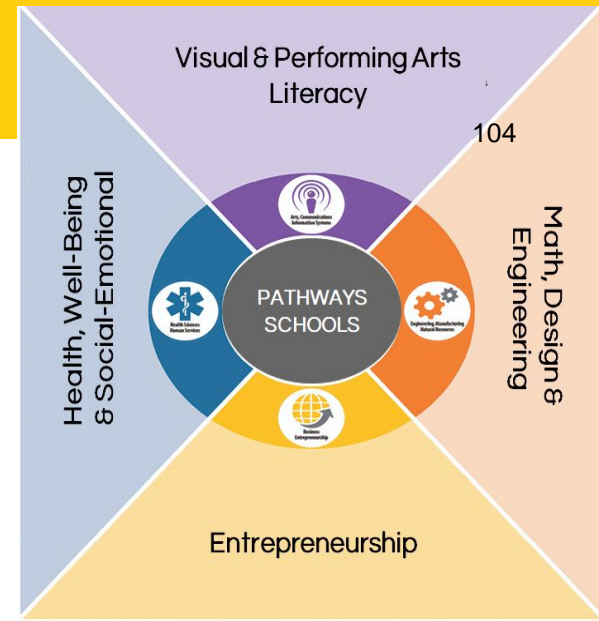 Visual & Performing Arts
Literacy
104
Arts, Communications
Information Systems
Health, Well-Being
& Social-Emotional
Health Sciences
Human Services
PATHWAYS
SCHOOLS
Engineering, Manufacturing
Natural Resources
Math, Design &
Engineering
Business
Entrepreneurship
Entrepreneurship